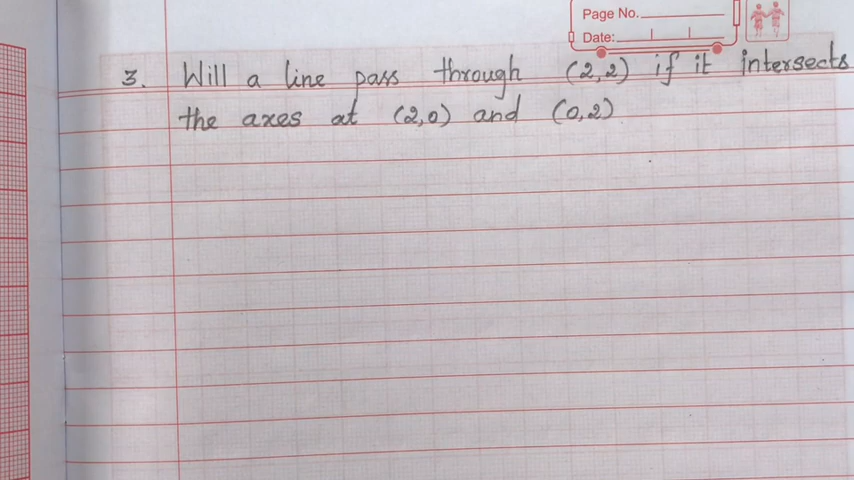 Page No.
Date:
3. Will a line pass through (2,2) if it intersects
the axes at (2,0) and (0,2)